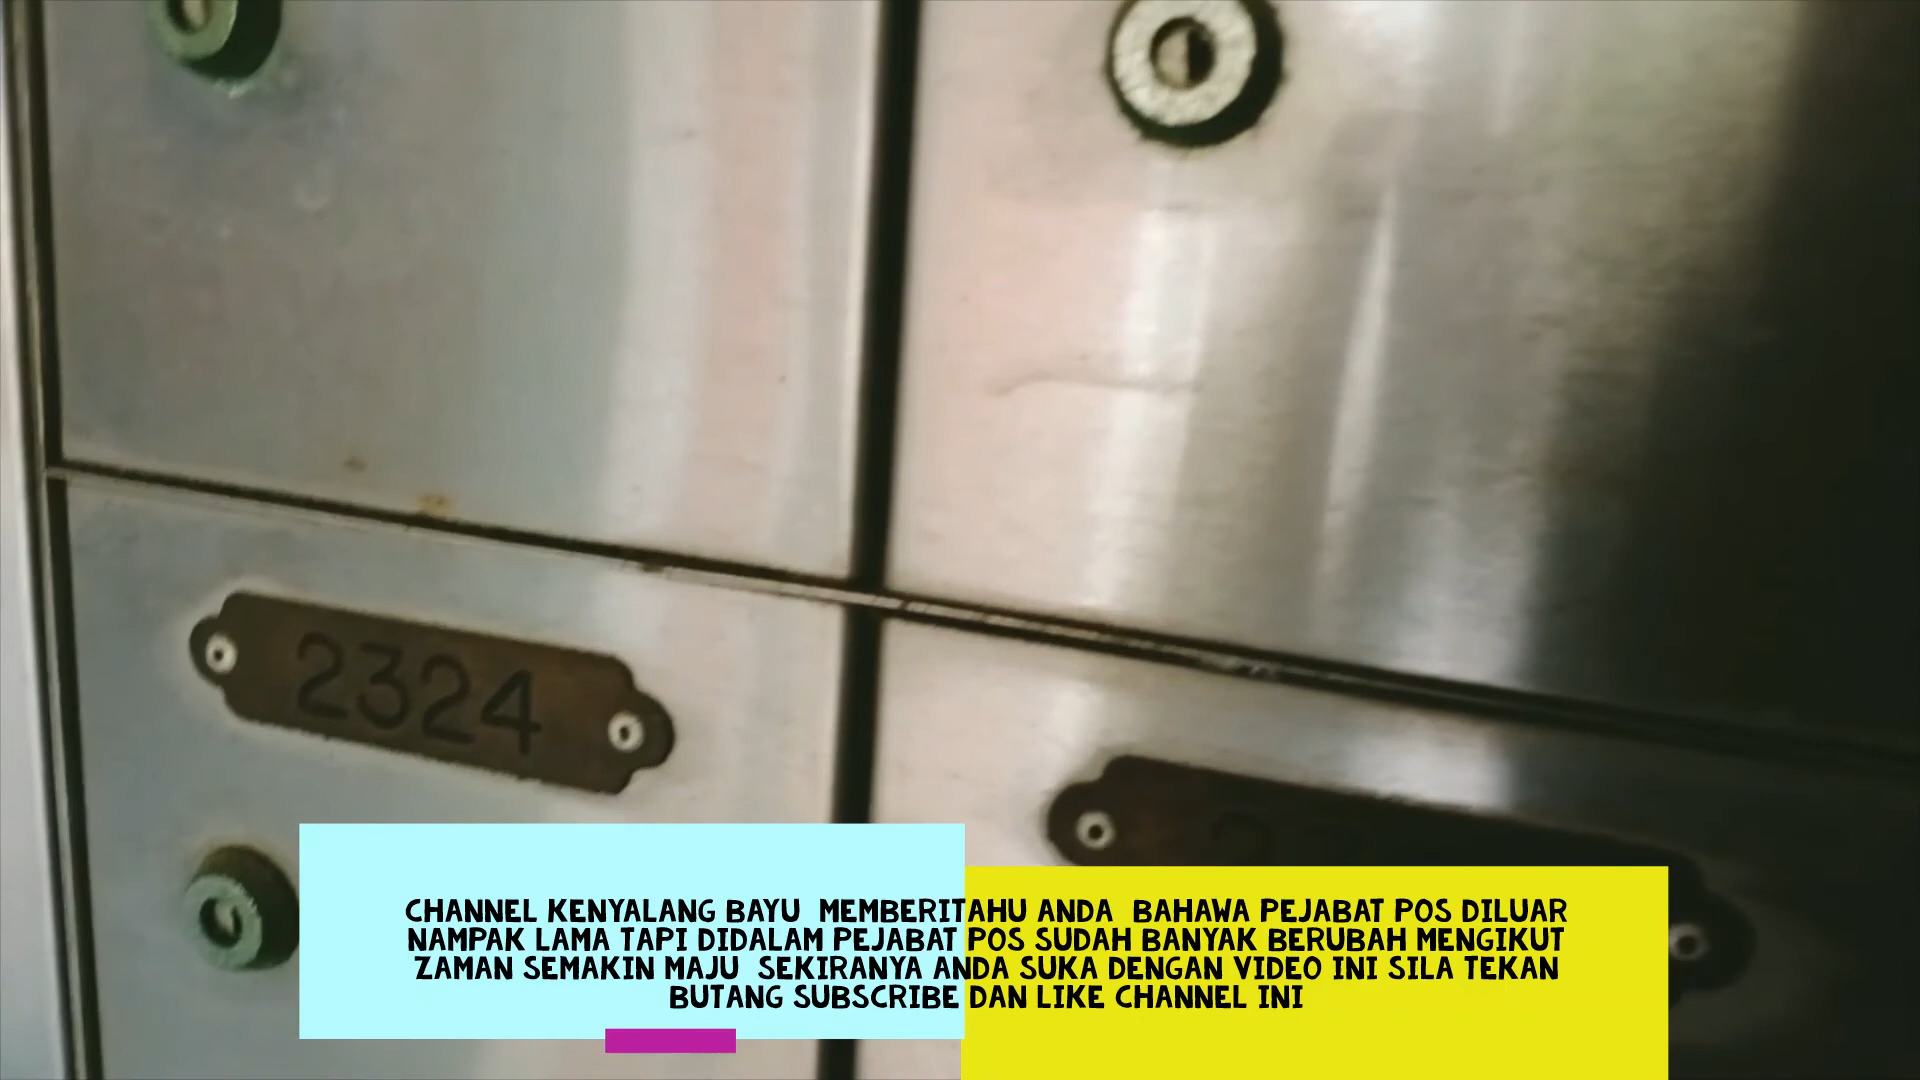 2324
CHANNEL KENYALANG BAYU MEMBERITAHU ANDA BAHAWA PEJABAT POS DILUAR
NAMPAK LAMA TAPI DIDALAM PEJABAT POS SUDAH BANYAK BERUBAH MENGIKUT
ZAMAN SEMAKIN MAJU SEKIRANYA ANDA SUKA DENGAN VIDEO INI SILA TEKAN
BUTANG SUBSCRIBE DAN LIKE CHANNEL INI